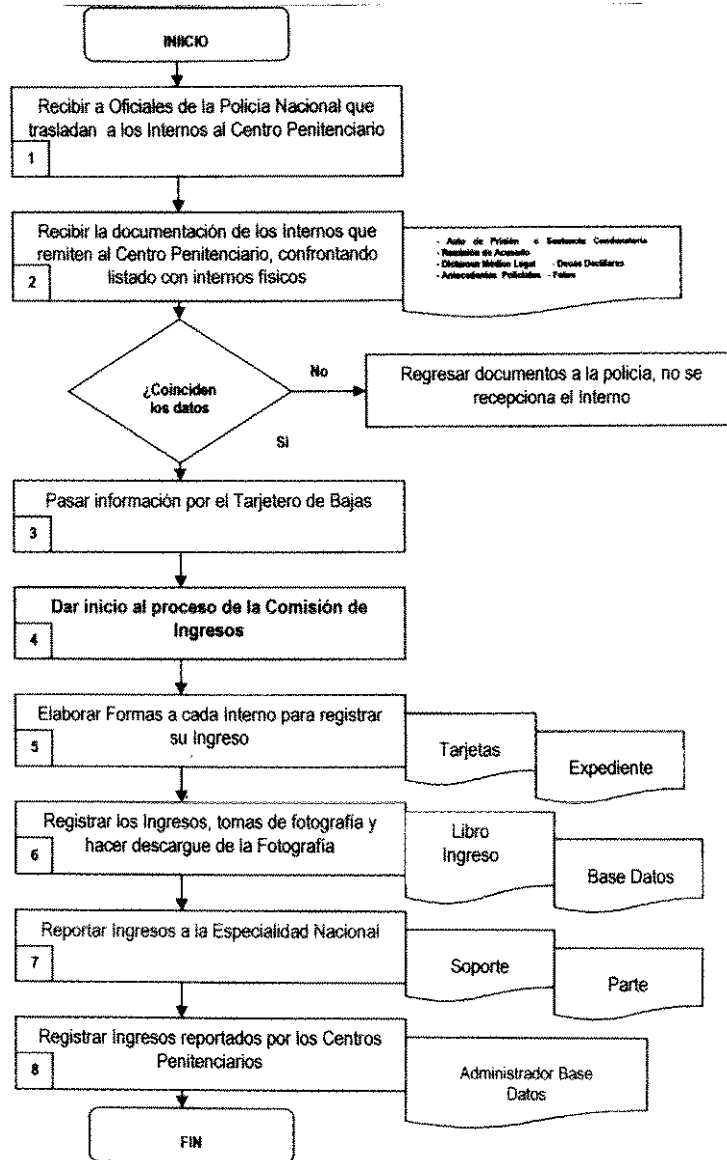 INIICIO
Recibir a Oficiales de la Policia Nacional que
trasladan a los Internos al Centro Penitenciario
1
Recibir la documentación de los Internos que
remiten al Centro Penitenciario, confrontando
listado con internos físicos
2
- Auto de Prisión o Sentencia Condenatoria
- Remisión de Acusado
- Dictamen Médico Legal
- Antecedentes Policiales - Fotos
¿Coinciden
los datos
No
Regresar documentos a la policia, no se
recepciona el Interno
Si
Pasar información por el Tarjetero de Bajas
3
Dar inicio al proceso de la Comisión de
Ingresos
4
Elaborar Formas a cada Interno para registrar
su Ingreso
5
Tarjetas
Expediente
Registrar los Ingresos, tomas de fotografía y
hacer descargue de la Fotografía
6
Libro
Ingreso
Base Datos
Reportar Ingresos a la Especialidad Nacional
7
Soporte
Parte
Registrar Ingresos reportados por los Centros
Penitenciarios
8
Administrador Base
Datos
FIN